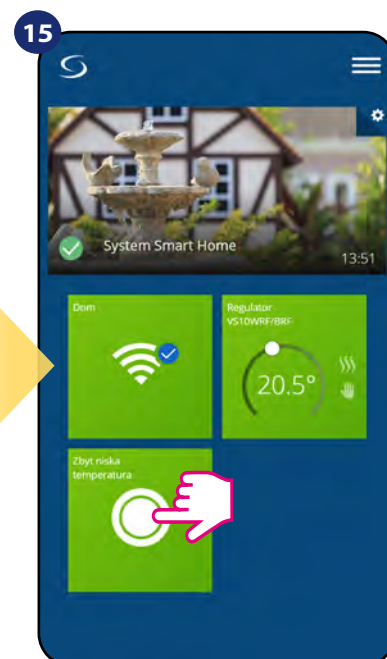 15
System Smart Home
13:51
Dom
Regulator
VS10WRF/BRF
20.5°
Zbyt niska
temperatura